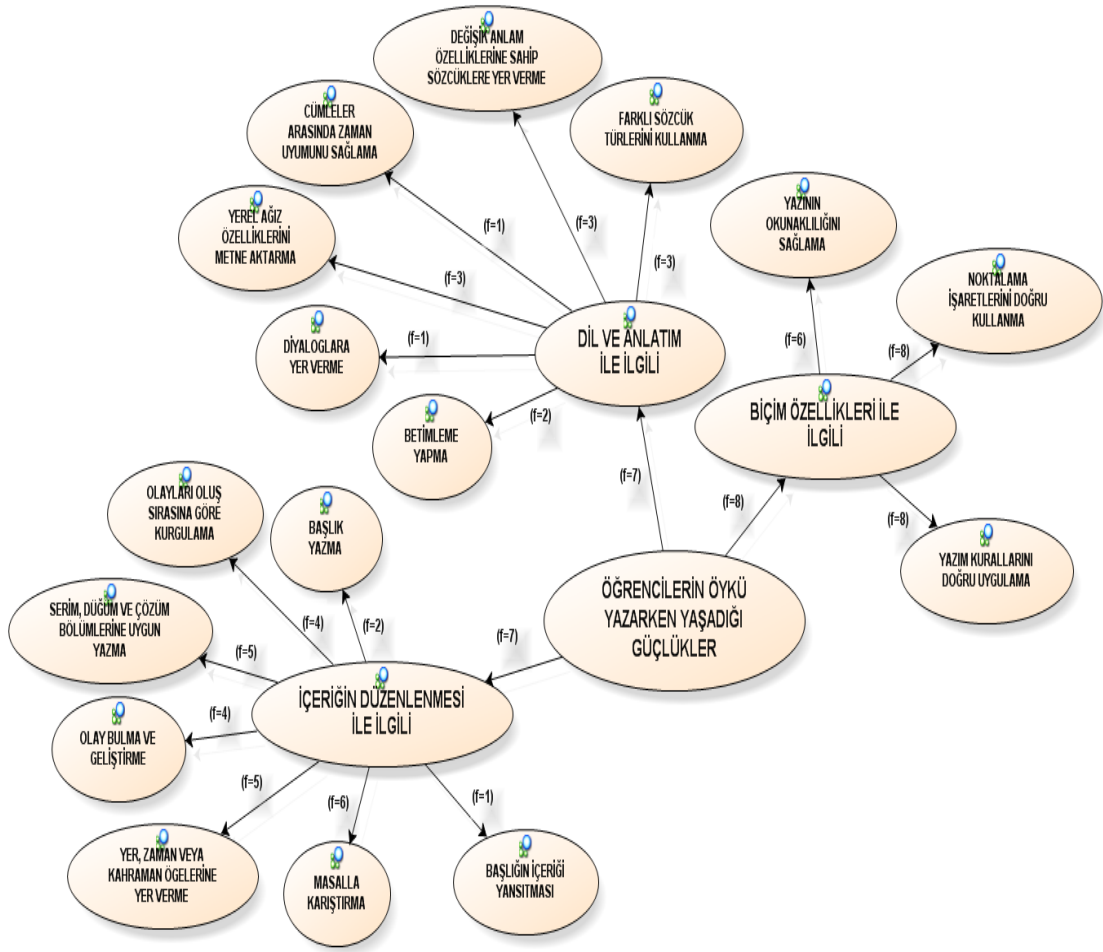 DEĞİŞİK ANLAM
ÖZELLİKLERİNE SAHİP
SÖZCÜKLERE YER VERME
FARKLI SÖZCÜK
TÜRLERİNİ KULLANMA
CÜMLELER
ARASINDA ZAMAN
UYUMUNU SAĞLAMA
YAZININ
OKUNAKLILIĞINI
SAĞLAMA
YEREL AĞIZ
ÖZELLİKLERİNİ
METNE AKTARMA
(f=1)
(f=3)
(f=3)
(f=3)
NOKTALAMA
İŞARETLERİNİ DOĞRU
KULLANMA
DİYALOGLARA
YER VERME
(f=1)
DİL VE ANLATIM
İLE İLGİLİ
(f=6)
(f=8)
BETİMLEME
YAPMA
(f=2)
BİÇİM ÖZELLİKLERİ İLE
İLGİLİ
(f=7)
(f=8)
(f=8)
OLAYLARI OLUŞ
SIRASINA GÖRE
KURGULAMA
BAŞLIK
YAZMA
YAZIM KURALLARINI
DOĞRU UYGULAMA
ÖĞRENCİLERİN ÖYKÜ
YAZARKEN YAŞADIĞI
GÜÇLÜKLER
SERİM, DÜĞÜM VE ÇÖZÜM
BÖLÜMLERİNE UYGUN
YAZMA
(f=4)
(f=2)
(f=7)
(f=5)
İÇERİĞİN DÜZENLENMESİ
İLE İLGİLİ
OLAY BULMA VE
GELİŞTİRME
(f=4)
(f=5)
(f=6)
(f=1)
YER, ZAMAN VEYA
KAHRAMAN ÖGELERİNE
YER VERME
MASALLA
KARIŞTIRMA
BAŞLIĞIN İÇERİĞİ
YANSITMASI